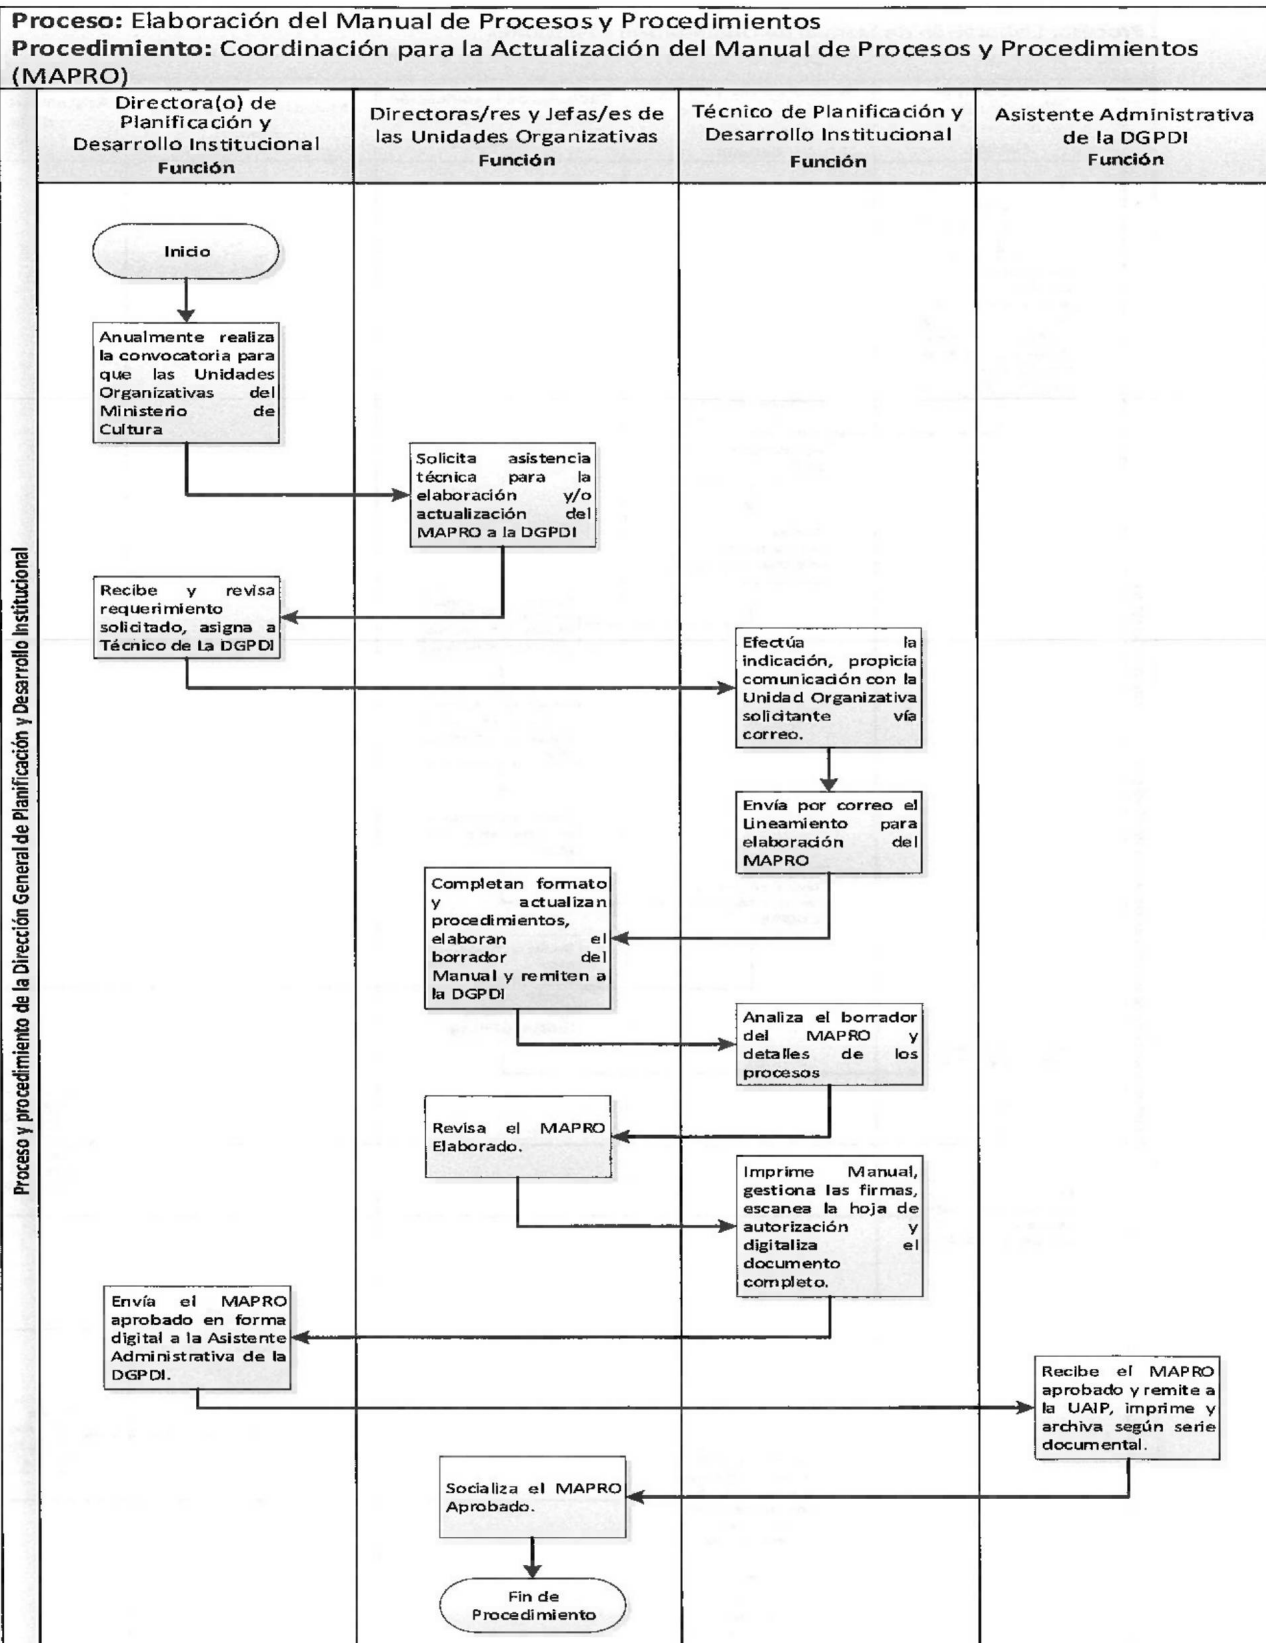 Proceso: Elaboración del Manual de Procesos y Procedimientos
Procedimiento: Coordinación para la Actualización del Manual de Procesos y Procedimientos
(MAPRO)
Directora(o) de
Planificación y
Desarrollo Institucional
Función
Directoras/res y Jefas/es de
las Unidades Organizativas
Función
Técnico de Planificación y
Desarrollo Institucional
Función
Asistente Administrativa
de la DGPDI
Función
Proceso y procedimiento de la Dirección General de Planificación y Desarrollo Institucional
Inicio
Anualmente realiza
la convocatoria para
que las Unidades
Organizativas del
Ministerio de
Cultura
Solicita asistencia
técnica para la
elaboración y/o
actualización del
MAPRO a la DGPDI
Recibe y revisa
requerimiento
solicitado, asigna a
Técnico de La DGPDI
Efectúa la
indicación, propicia
comunicación con la
Unidad Organizativa
solicitante vía
correo.
Envía por correo el
Lineamiento para
elaboración del
MAPRO
Completan formato
y actualizan
procedimientos,
elaboran el
borrador del
Manual y remiten a
la DGPDI
Analiza el borrador
del MAPRO y
detalles de los
procesos
Revisa el MAPRO
Elaborado.
Imprime Manual,
gestiona las firmas,
escanea la hoja de
autorización y
digitaliza el
documento
completo.
Envía el MAPRO
aprobado en forma
digital a la Asistente
Administrativa de la
DGPDI.
Recibe el MAPRO
aprobado y remite a
la UAIP, imprime y
archiva según serie
documental.
Socializa el MAPRO
Aprobado.
Fin de
Procedimiento